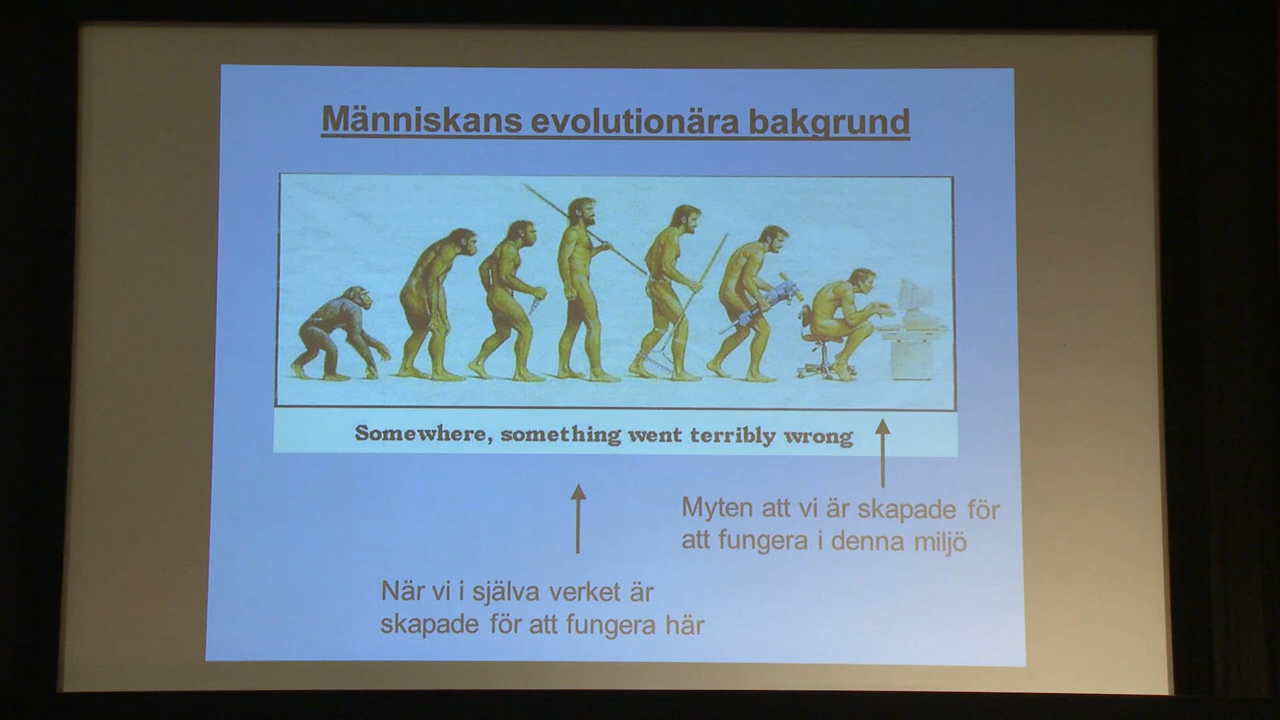 Människans evolutionära bakgrund
Somewhere, something went terribly wrong
Myten att vi är skapade för
att fungera i denna miljö
När vi i själva verket är
skapade för att fungera här